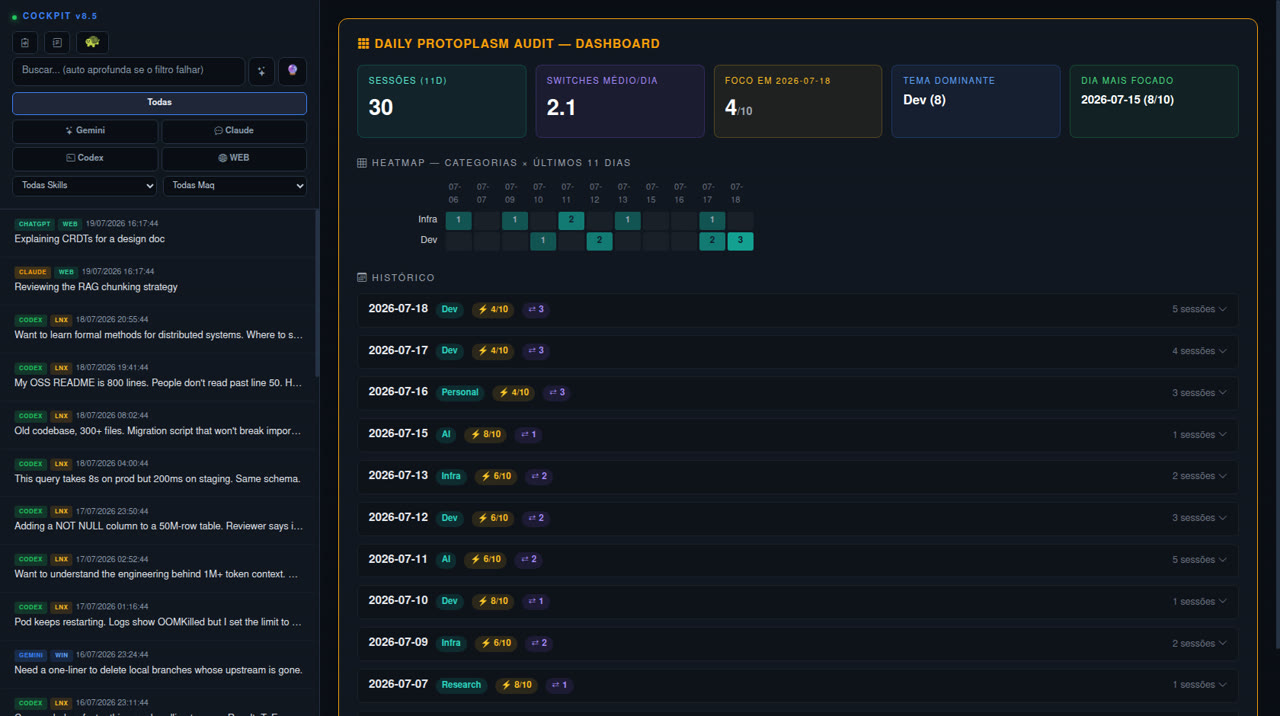 COCKPIT v8.5
Buscar... (auto aprofunda se o filtro falhar)
Todas
Gemini
Claude
Codex
WEB
Todas Skills
Todas Maq
CHATGPT WEB 19/07/2026 16:17:44
Explaining CRDTs for a design doc
CLAUDE WEB 19/07/2026 16:17:44
Reviewing the RAG chunking strategy
CODEX LNX 18/07/2026 20:55:44
Want to learn formal methods for distributed systems. Where to s...
CODEX LNX 18/07/2026 19:41:44
My OSS README is 800 lines. People don't read past line 50. H...
CODEX LNX 18/07/2026 08:02:44
Old codebase, 300+ files. Migration script that won't break impor...
CODEX LNX 18/07/2026 04:00:44
This query takes 8s on prod but 200ms on staging. Same schema.
CODEX LNX 17/07/2026 23:50:44
Adding a NOT NULL column to a 50M-row table. Reviewer says i...
CODEX LNX 17/07/2026 02:52:44
Want to understand the engineering behind 1M+ token context. ...
CODEX LNX 17/07/2026 01:16:44
Pod keeps restarting. Logs show OOMKilled but I set the limit to ...
GEMINI WIN 16/07/2026 23:24:44
Need a one-liner to delete local branches whose upstream is gone.
CODEX LNX 16/07/2026 23:11:44
DAILY PROTOPLASM AUDIT — DASHBOARD
SESSÕES (11D)
30
SWITCHES MÉDIO/DIA
2.1
FOCO EM 2026-07-18
4/10
TEMA DOMINANTE
Dev (8)
DIA MAIS FOCADO
2026-07-15 (8/10)
HEATMAP — CATEGORIAS × ÚLTIMOS 11 DIAS
07- 07- 07- 07- 07- 07- 07- 07- 07- 07- 07-
06 07 09 10 11 12 13 15 16 17 18
Infra 1 1 2 1 1
Dev 1 2 2 3
HISTÓRICO
2026-07-18 Dev ⚡ 4/10 ⇄ 3 5 sessões
2026-07-17 Dev ⚡ 4/10 ⇄ 3 4 sessões
2026-07-16 Personal ⚡ 4/10 ⇄ 3 3 sessões
2026-07-15 AI ⚡ 8/10 ⇄ 1 1 sessões
2026-07-13 Infra ⚡ 6/10 ⇄ 2 2 sessões
2026-07-12 Dev ⚡ 6/10 ⇄ 2 3 sessões
2026-07-11 AI ⚡ 6/10 ⇄ 2 5 sessões
2026-07-10 Dev ⚡ 8/10 ⇄ 1 1 sessões
2026-07-09 Infra ⚡ 6/10 ⇄ 2 2 sessões
2026-07-07 Research ⚡ 8/10 ⇄ 1 1 sessões